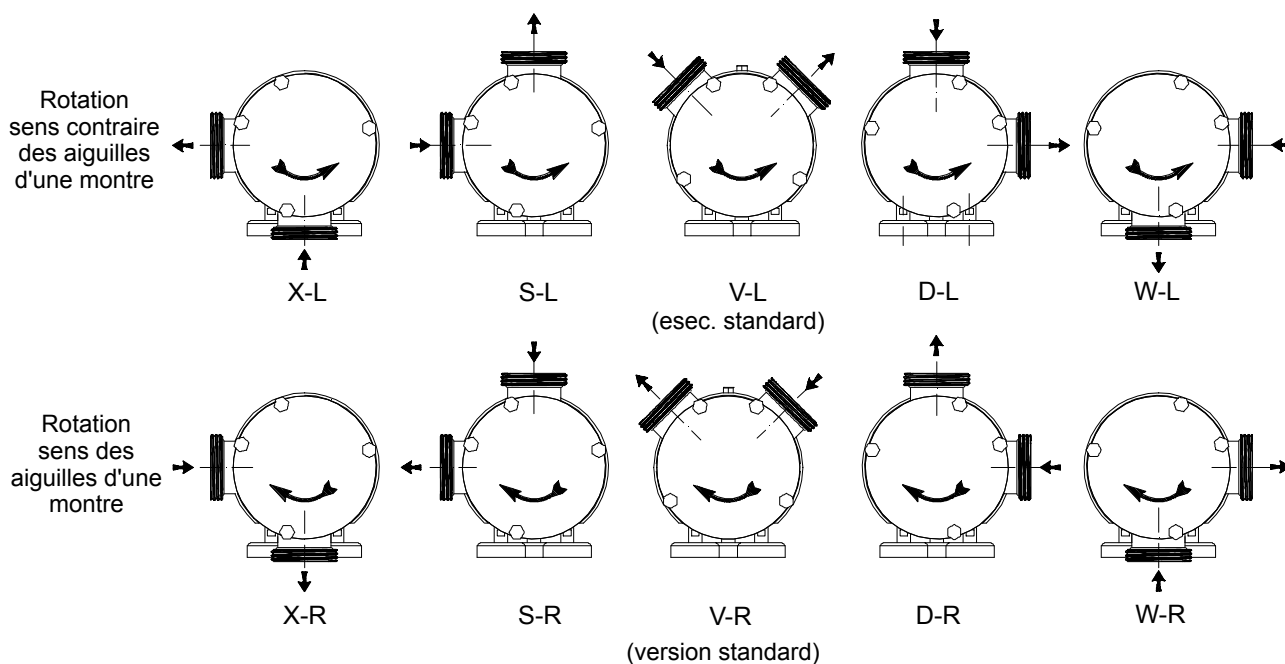 Rotation
sens contraire
des aiguilles
d'une montre
X-L
S-L
V-L
(esec. standard)
D-L
W-L
Rotation
sens des
aiguilles d'une
montre
X-R
S-R
V-R
(version standard)
D-R
W-R